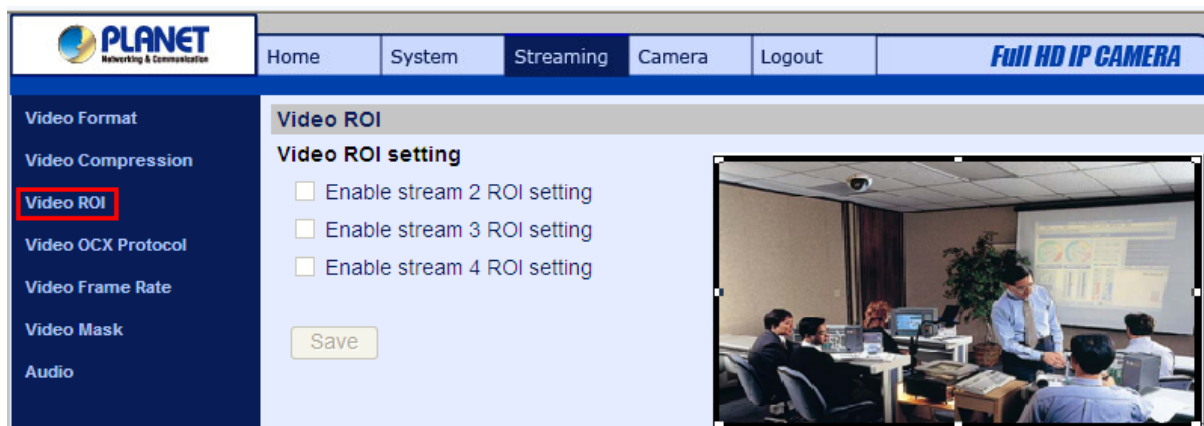 PLANET
Networking & Communication
Home
System
Streaming
Camera
Logout
Full HD IP CAMERA
Video Format
Video Compression
Video ROI
Video OCX Protocol
Video Frame Rate
Video Mask
Audio
Video ROI
Video ROI setting
Enable stream 2 ROI setting
Enable stream 3 ROI setting
Enable stream 4 ROI setting
Save